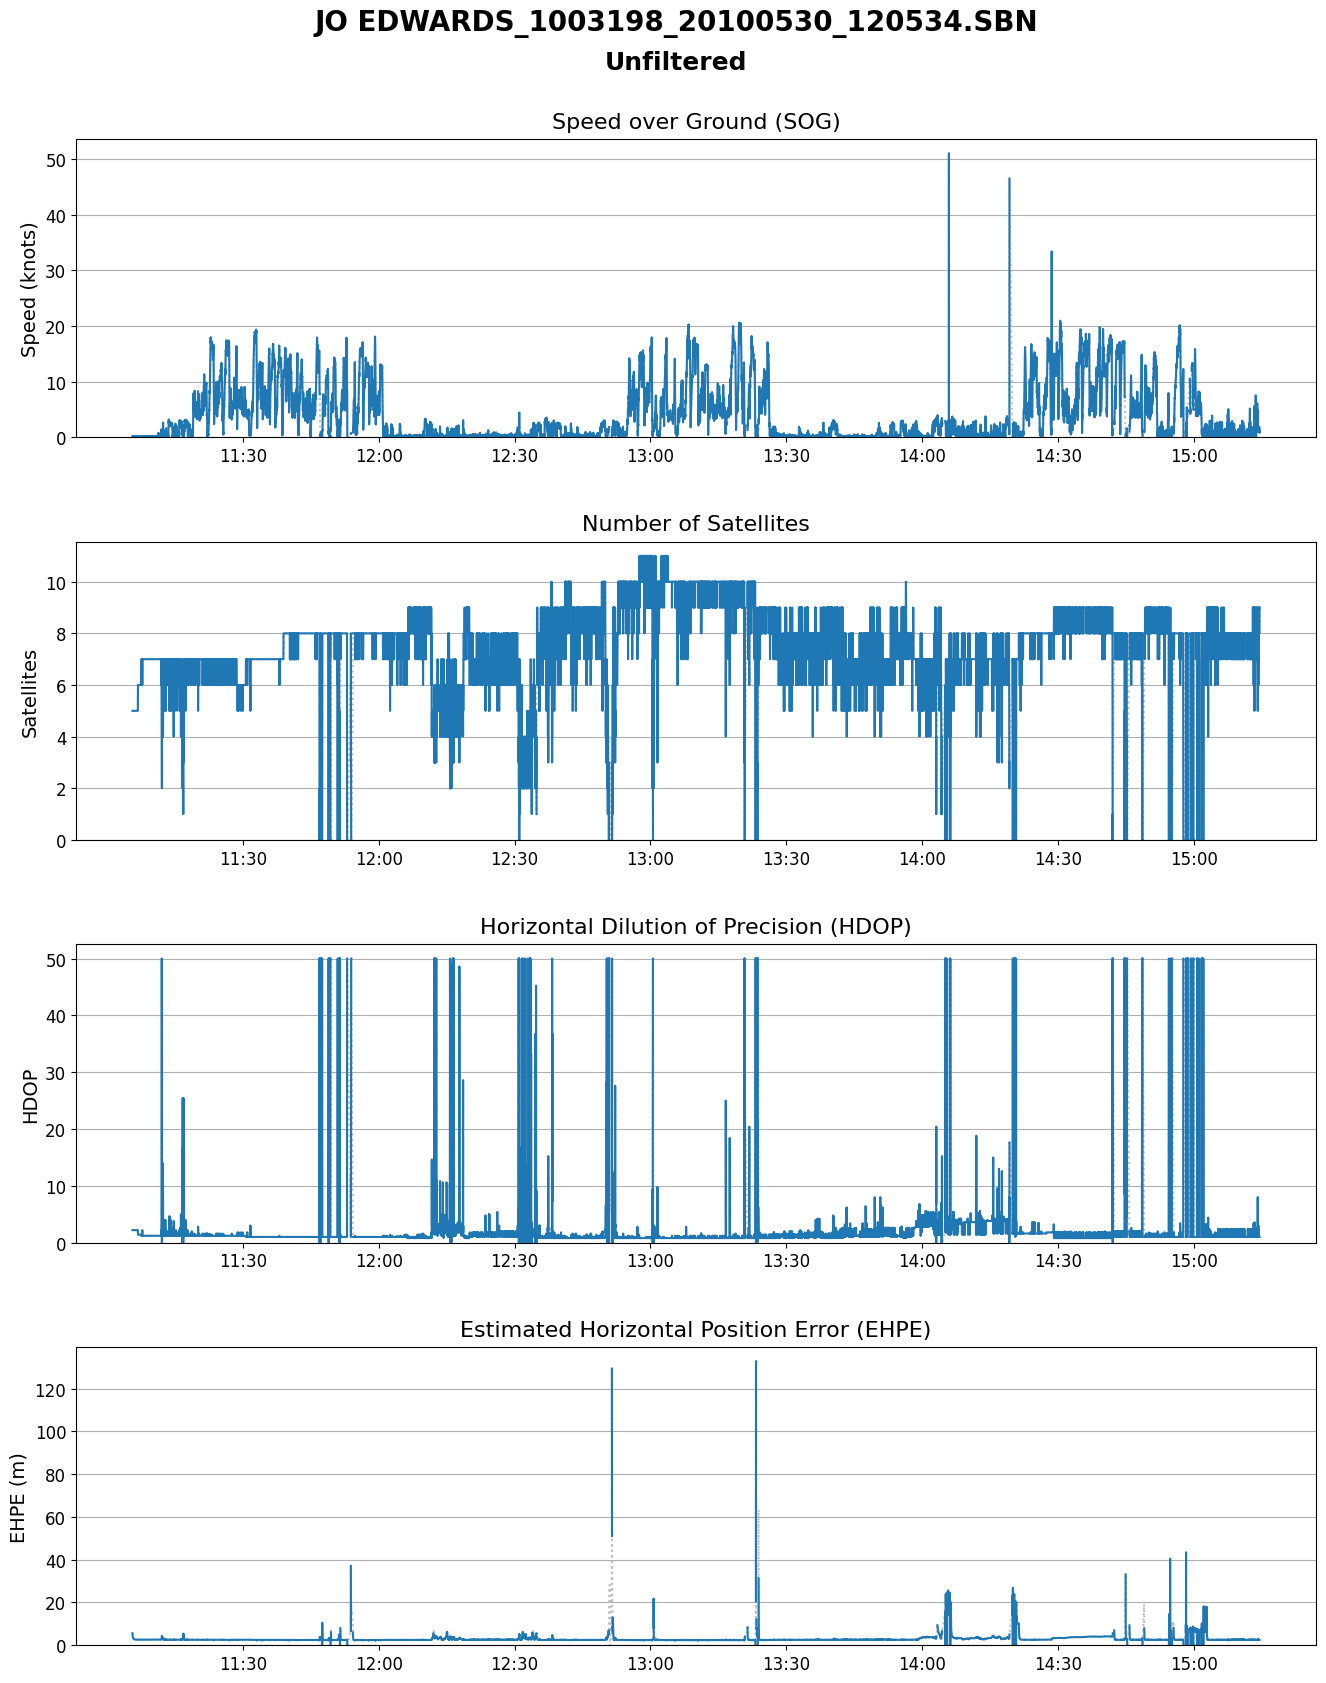 JO EDWARDS_1003198_20100530_120534.SBN
Unfiltered
Speed over Ground (SOG)
Speed (knots)
50
40
30
20
10
0
11:30 12:00 12:30 13:00 13:30 14:00 14:30 15:00
Number of Satellites
Satellites
10
8
6
4
2
0
11:30 12:00 12:30 13:00 13:30 14:00 14:30 15:00
Horizontal Dilution of Precision (HDOP)
HDOP
50
40
30
20
10
0
11:30 12:00 12:30 13:00 13:30 14:00 14:30 15:00
Estimated Horizontal Position Error (EHPE)
EHPE (m)
120
100
80
60
40
20
0
11:30 12:00 12:30 13:00 13:30 14:00 14:30 15:00